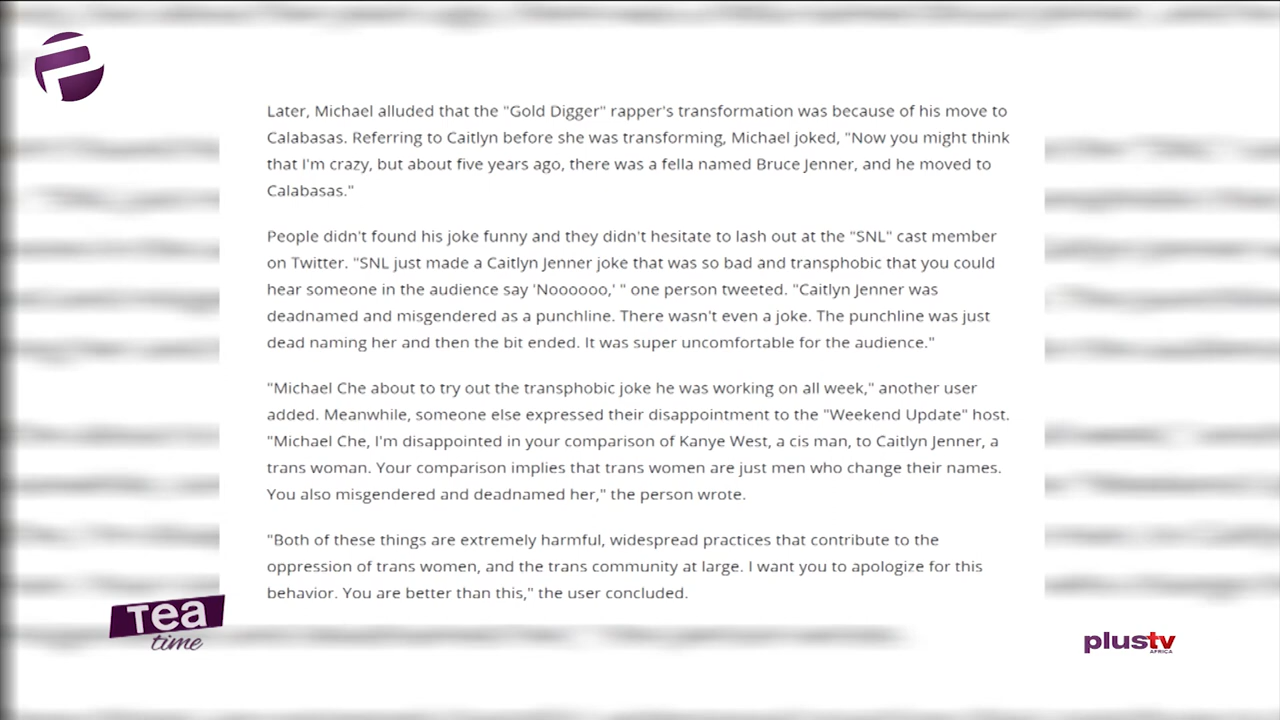 Later, Michael alluded that the "Gold Digger" rapper's transformation was because of his move to
Calabasas. Referring to Caitlyn before she was transforming, Michael joked, "Now you might think
that I'm crazy, but about five years ago, there was a fella named Bruce Jenner, and he moved to
Calabasas."
People didn't found his joke funny and they didn't hesitate to lash out at the "SNL" cast member
on Twitter. "SNL just made a Caitlyn Jenner joke that was so bad and transphobic that you could
hear someone in the audience say 'Noooooo,' " one person tweeted. "Caitlyn Jenner was
deadnamed and misgendered as a punchline. There wasn't even a joke. The punchline was just
dead naming her and then the bit ended. It was super uncomfortable for the audience."
"Michael Che about to try out the transphobic joke he was working on all week," another user
added. Meanwhile, someone else expressed their disappointment to the "Weekend Update" host.
"Michael Che, I'm disappointed in your comparison of Kanye West, a cis man, to Caitlyn Jenner, a
trans woman. Your comparison implies that trans women are just men who change their names.
You also misgendered and deadnamed her," the person wrote.
"Both of these things are extremely harmful, widespread practices that contribute to the
oppression of trans women, and the trans community at large. I want you to apologize for this
behavior. You are better than this," the user concluded.
Tea
time
plustv
AFRICA